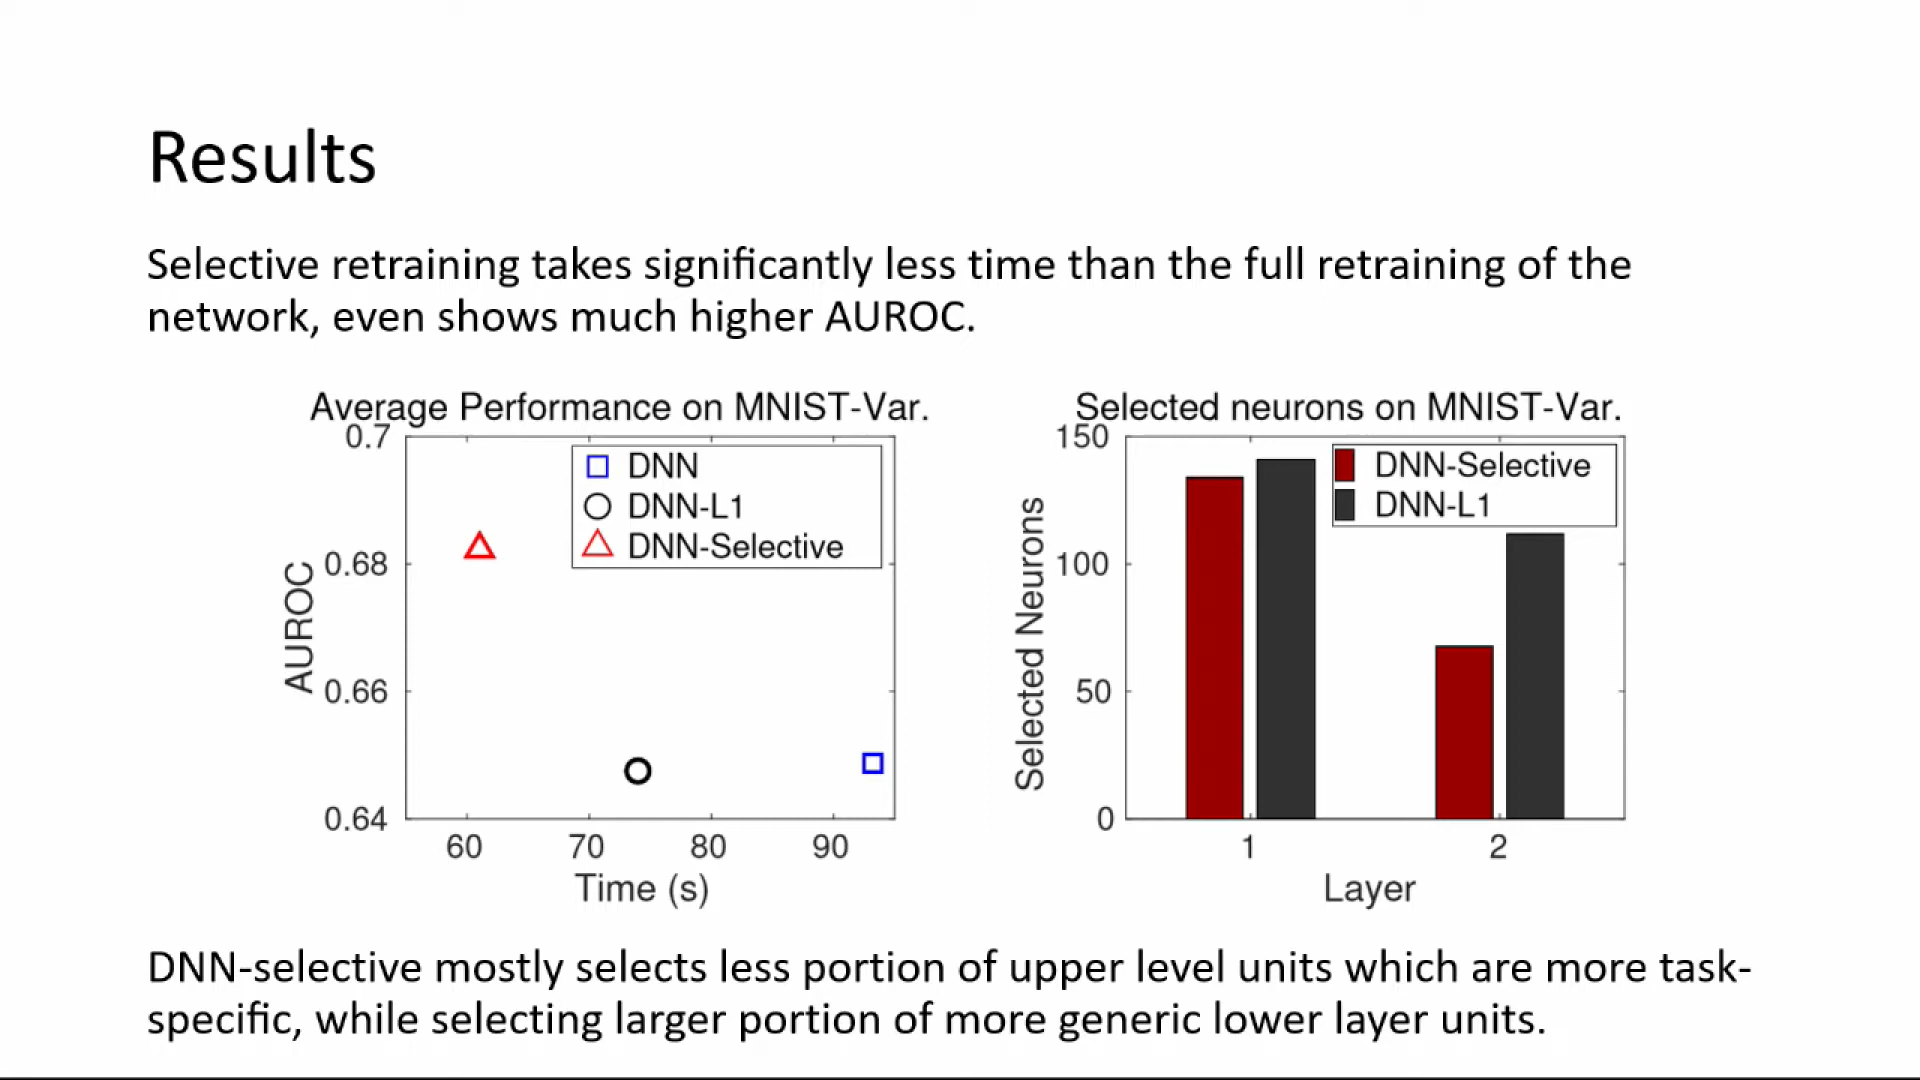 Results
Selective retraining takes significantly less time than the full retraining of the
network, even shows much higher AUROC.
Average Performance on MNIST-Var.
0.7
0.68
0.66
0.64
AUROC
DNN
DNN-L1
DNN-Selective
60 70 80 90
Time (s)
Selected neurons on MNIST-Var.
150
100
50
0
Selected Neurons
DNN-Selective
DNN-L1
1 2
Layer
DNN-selective mostly selects less portion of upper level units which are more task-
specific, while selecting larger portion of more generic lower layer units.